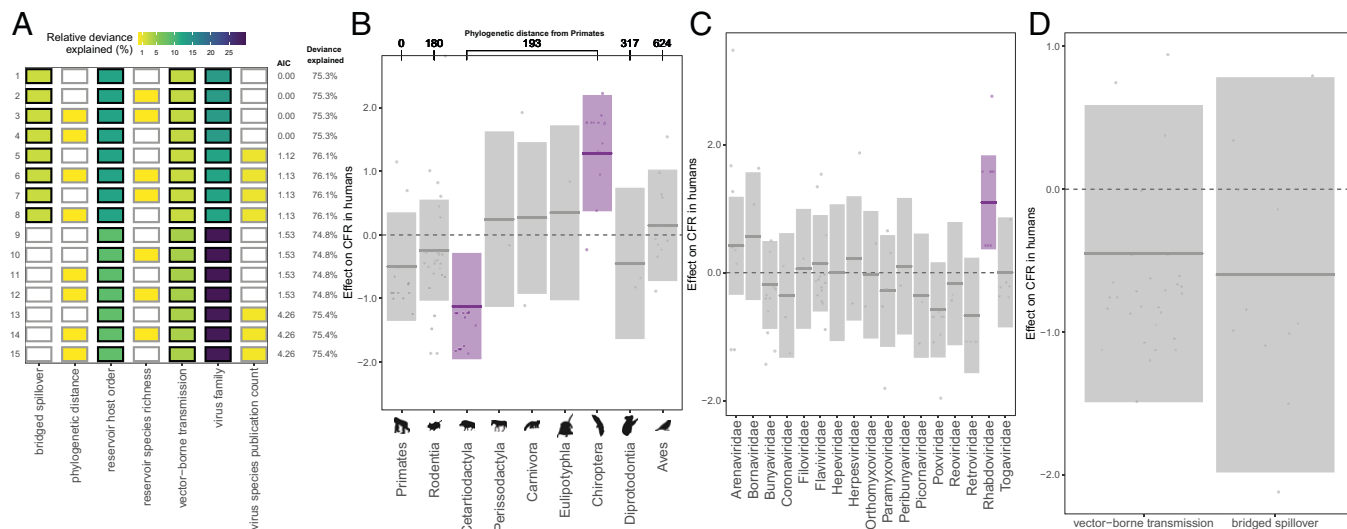 A
Relative deviance
explained (%)
1 5 10 15 20 25
AIC
Deviance
explained
1 0.00 75.3%
2 0.00 75.3%
3 0.00 75.3%
4 0.00 75.3%
5 1.12 76.1%
6 1.13 76.1%
7 1.13 76.1%
8 1.13 76.1%
9 1.53 74.8%
10 1.53 74.8%
11 1.53 74.8%
12 1.53 74.8%
13 4.26 75.4%
14 4.26 75.4%
15 4.26 75.4%
bridged spillover
phylogenetic distance
reservoir host order
reservoir species richness
vector−borne transmission
virus family
virus species publication count
B
Phylogenetic distance from Primates
0 180 193 317 624
Effect on CFR in humans
2.0
1.0
0.0
−1.0
−2.0
Primates
Rodentia
Cetartiodactyla
Perissodactyla
Carnivora
Eulipotyphla
Chiroptera
Diprotodontia
Aves
C
Effect on CFR in humans
2.0
0.0
−2.0
Arenaviridae
Bornaviridae
Bunyaviridae
Coronaviridae
Filoviridae
Flaviviridae
Hepeviridae
Herpesviridae
Orthomyxoviridae
Paramyxoviridae
Peribunyaviridae
Picornaviridae
Poxviridae
Reoviridae
Retroviridae
Rhabdoviridae
Togaviridae
D
Effect on CFR in humans
1.0
0.0
−1.0
−2.0
vector−borne transmission
bridged spillover